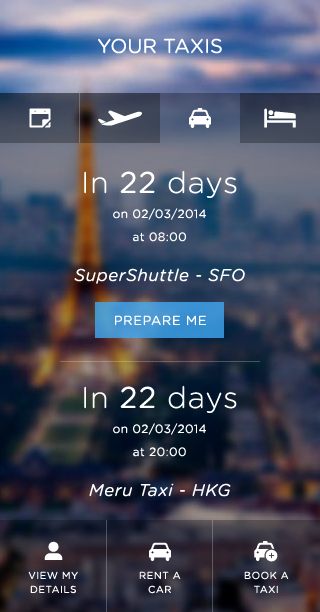 YOUR TAXIS
In 22 days
on 02/03/2014
at 08:00
SuperShuttle - SFO
PREPARE ME
In 22 days
on 02/03/2014
at 20:00
Meru Taxi - HKG
VIEW MY
DETAILS
RENT A
CAR
BOOK A
TAXI